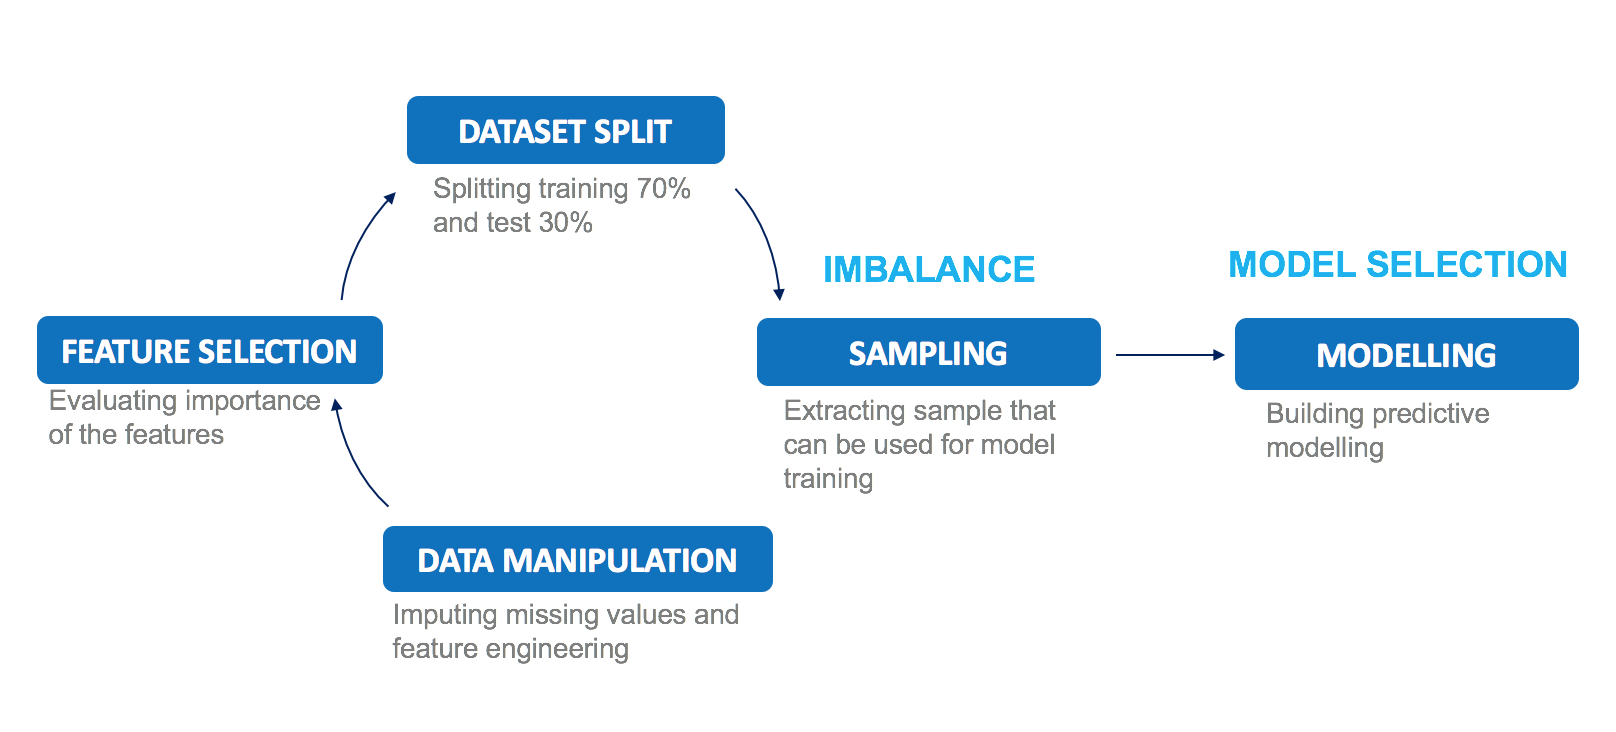 DATASET SPLIT
Splitting training 70%
and test 30%
IMBALANCE
MODEL SELECTION
FEATURE SELECTION
Evaluating importance
of the features
SAMPLING
Extracting sample that
can be used for model
training
MODELLING
Building predictive
modelling
DATA MANIPULATION
Imputing missing values and
feature engineering